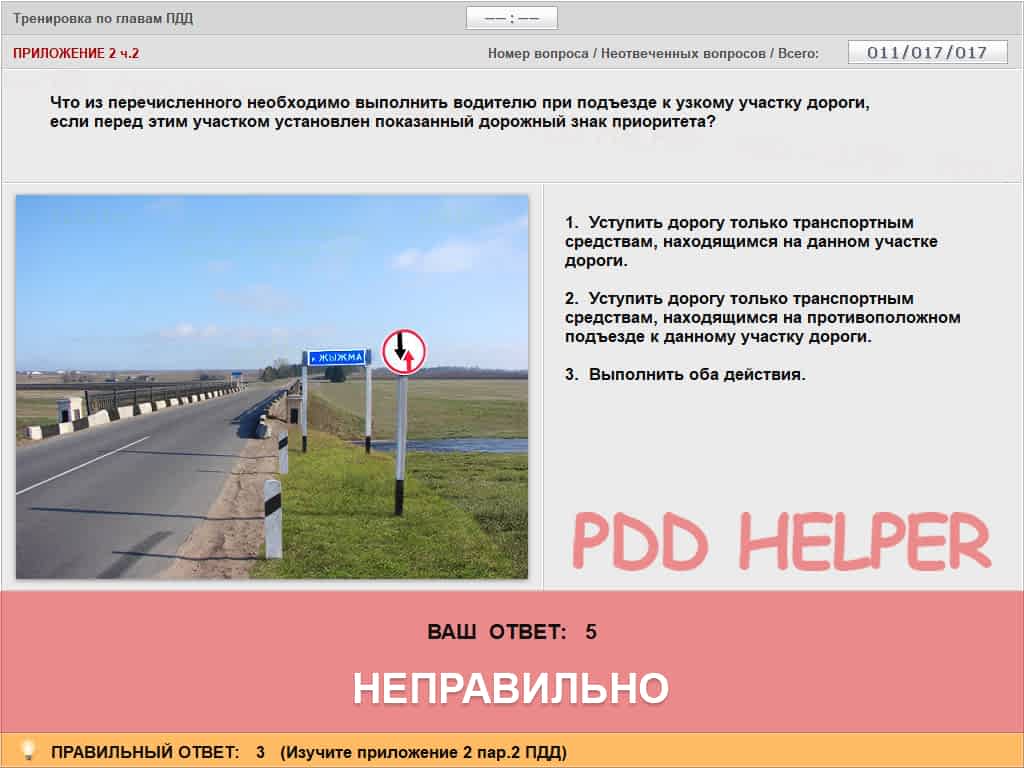 Тренировка по главам ПДД
−− : −−
ПРИЛОЖЕНИЕ 2 ч.2
Номер вопроса / Неотвеченных вопросов / Всего:
011/017/017
Что из перечисленного необходимо выполнить водителю при подъезде к узкому участку дороги,
если перед этим участком установлен показанный дорожный знак приоритета?
1. Уступить дорогу только транспортным
средствам, находящимся на данном участке
дороги.
2. Уступить дорогу только транспортным
средствам, находящимся на противоположном
подъезде к данному участку дороги.
3. Выполнить оба действия.
р. ЖЫЖМА
PDD HELPER
ВАШ ОТВЕТ: 5
НЕПРАВИЛЬНО
ПРАВИЛЬНЫЙ ОТВЕТ: 3 (Изучите приложение 2 пар.2 ПДД)